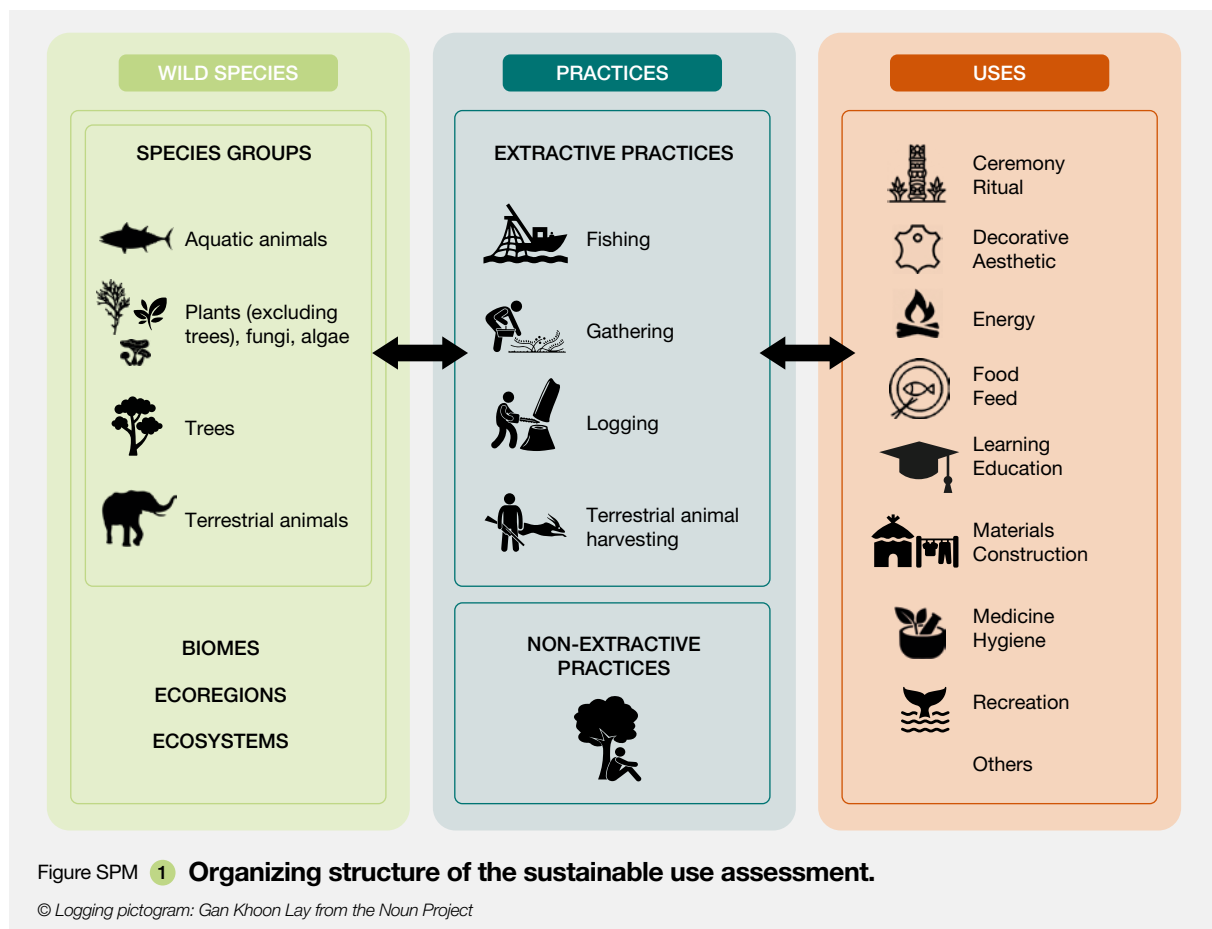 WILD SPECIES
SPECIES GROUPS
Aquatic animals
Plants (excluding
trees), fungi, algae
Trees
Terrestrial animals
BIOMES
ECOREGIONS
ECOSYSTEMS
PRACTICES
EXTRACTIVE PRACTICES
Fishing
Gathering
Logging
Terrestrial animal
harvesting
NON-EXTRACTIVE
PRACTICES
USES
Ceremony
Ritual
Decorative
Aesthetic
Energy
Food
Feed
Learning
Education
Materials
Construction
Medicine
Hygiene
Recreation
Others
Figure SPM 1 Organizing structure of the sustainable use assessment.
© Logging pictogram: Gan Khoon Lay from the Noun Project